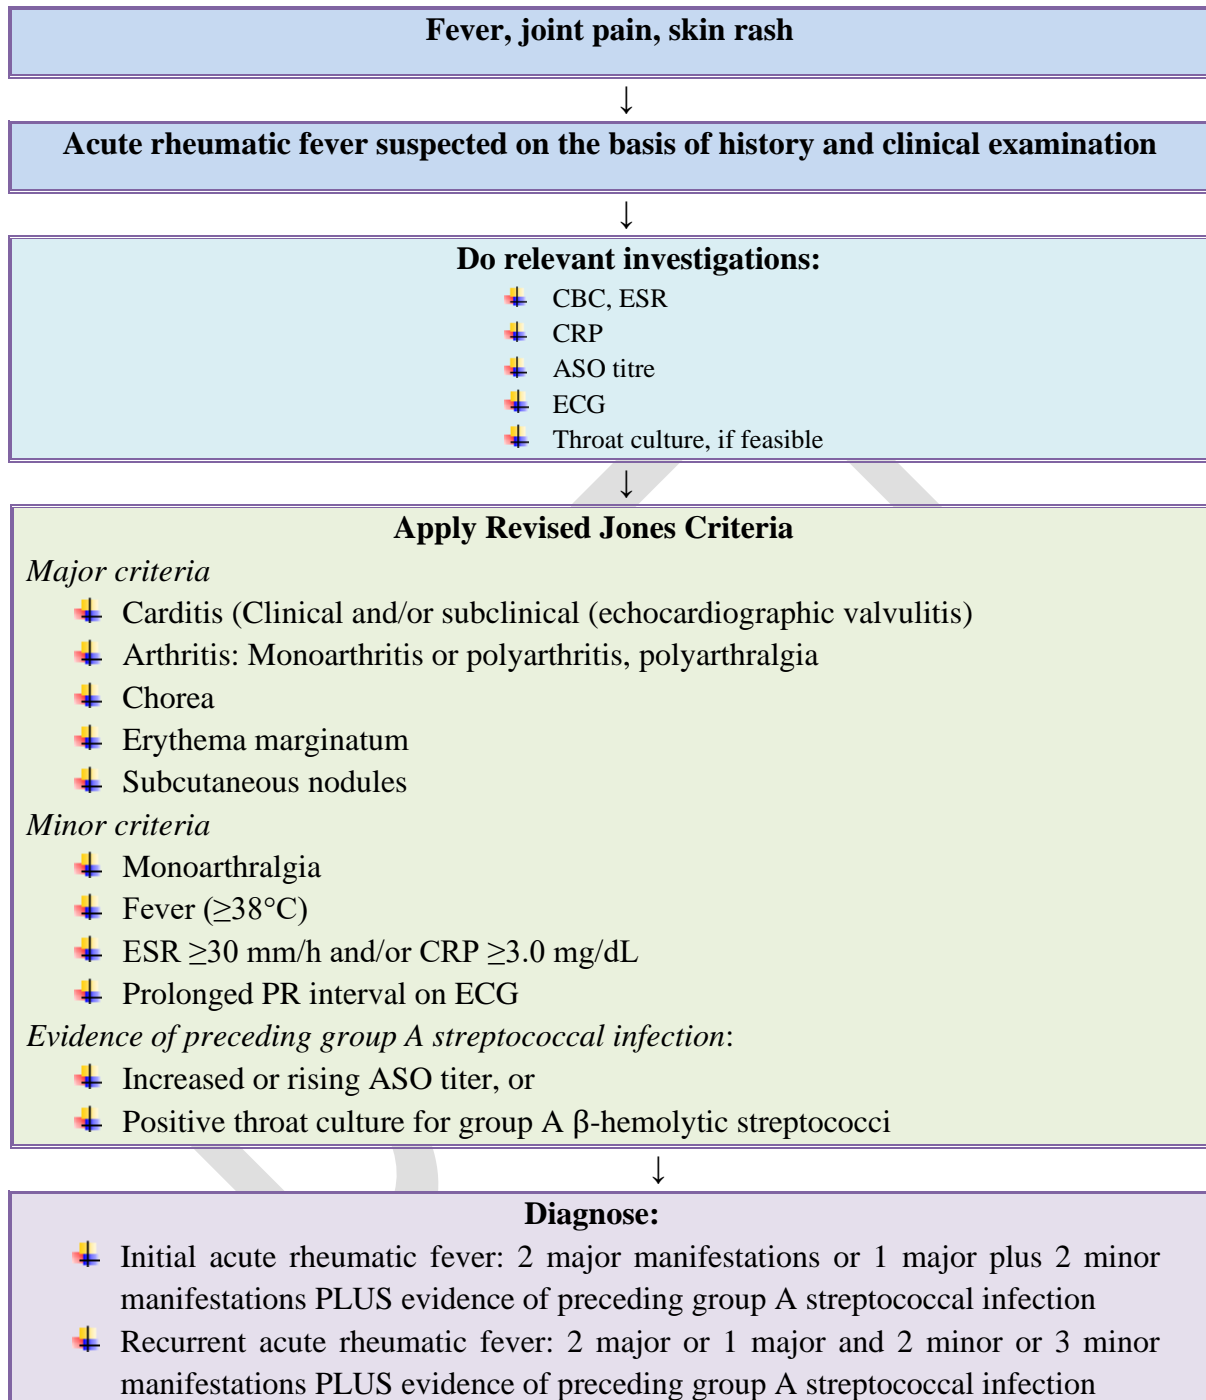 Fever, joint pain, skin rash
↓
Acute rheumatic fever suspected on the basis of history and clinical examination
↓
Do relevant investigations:
CBC, ESR
CRP
ASO titre
ECG
Throat culture, if feasible
↓
Apply Revised Jones Criteria
Major criteria
Carditis (Clinical and/or subclinical (echocardiographic valvulitis)
Arthritis: Monoarthritis or polyarthritis, polyarthralgia
Chorea
Erythema marginatum
Subcutaneous nodules
Minor criteria
Monoarthralgia
Fever (≥38°C)
ESR ≥30 mm/h and/or CRP ≥3.0 mg/dL
Prolonged PR interval on ECG
Evidence of preceding group A streptococcal infection:
Increased or rising ASO titer, or
Positive throat culture for group A β-hemolytic streptococci
↓
Diagnose:
Initial acute rheumatic fever: 2 major manifestations or 1 major plus 2 minor
manifestations PLUS evidence of preceding group A streptococcal infection
Recurrent acute rheumatic fever: 2 major or 1 major and 2 minor or 3 minor
manifestations PLUS evidence of preceding group A streptococcal infection